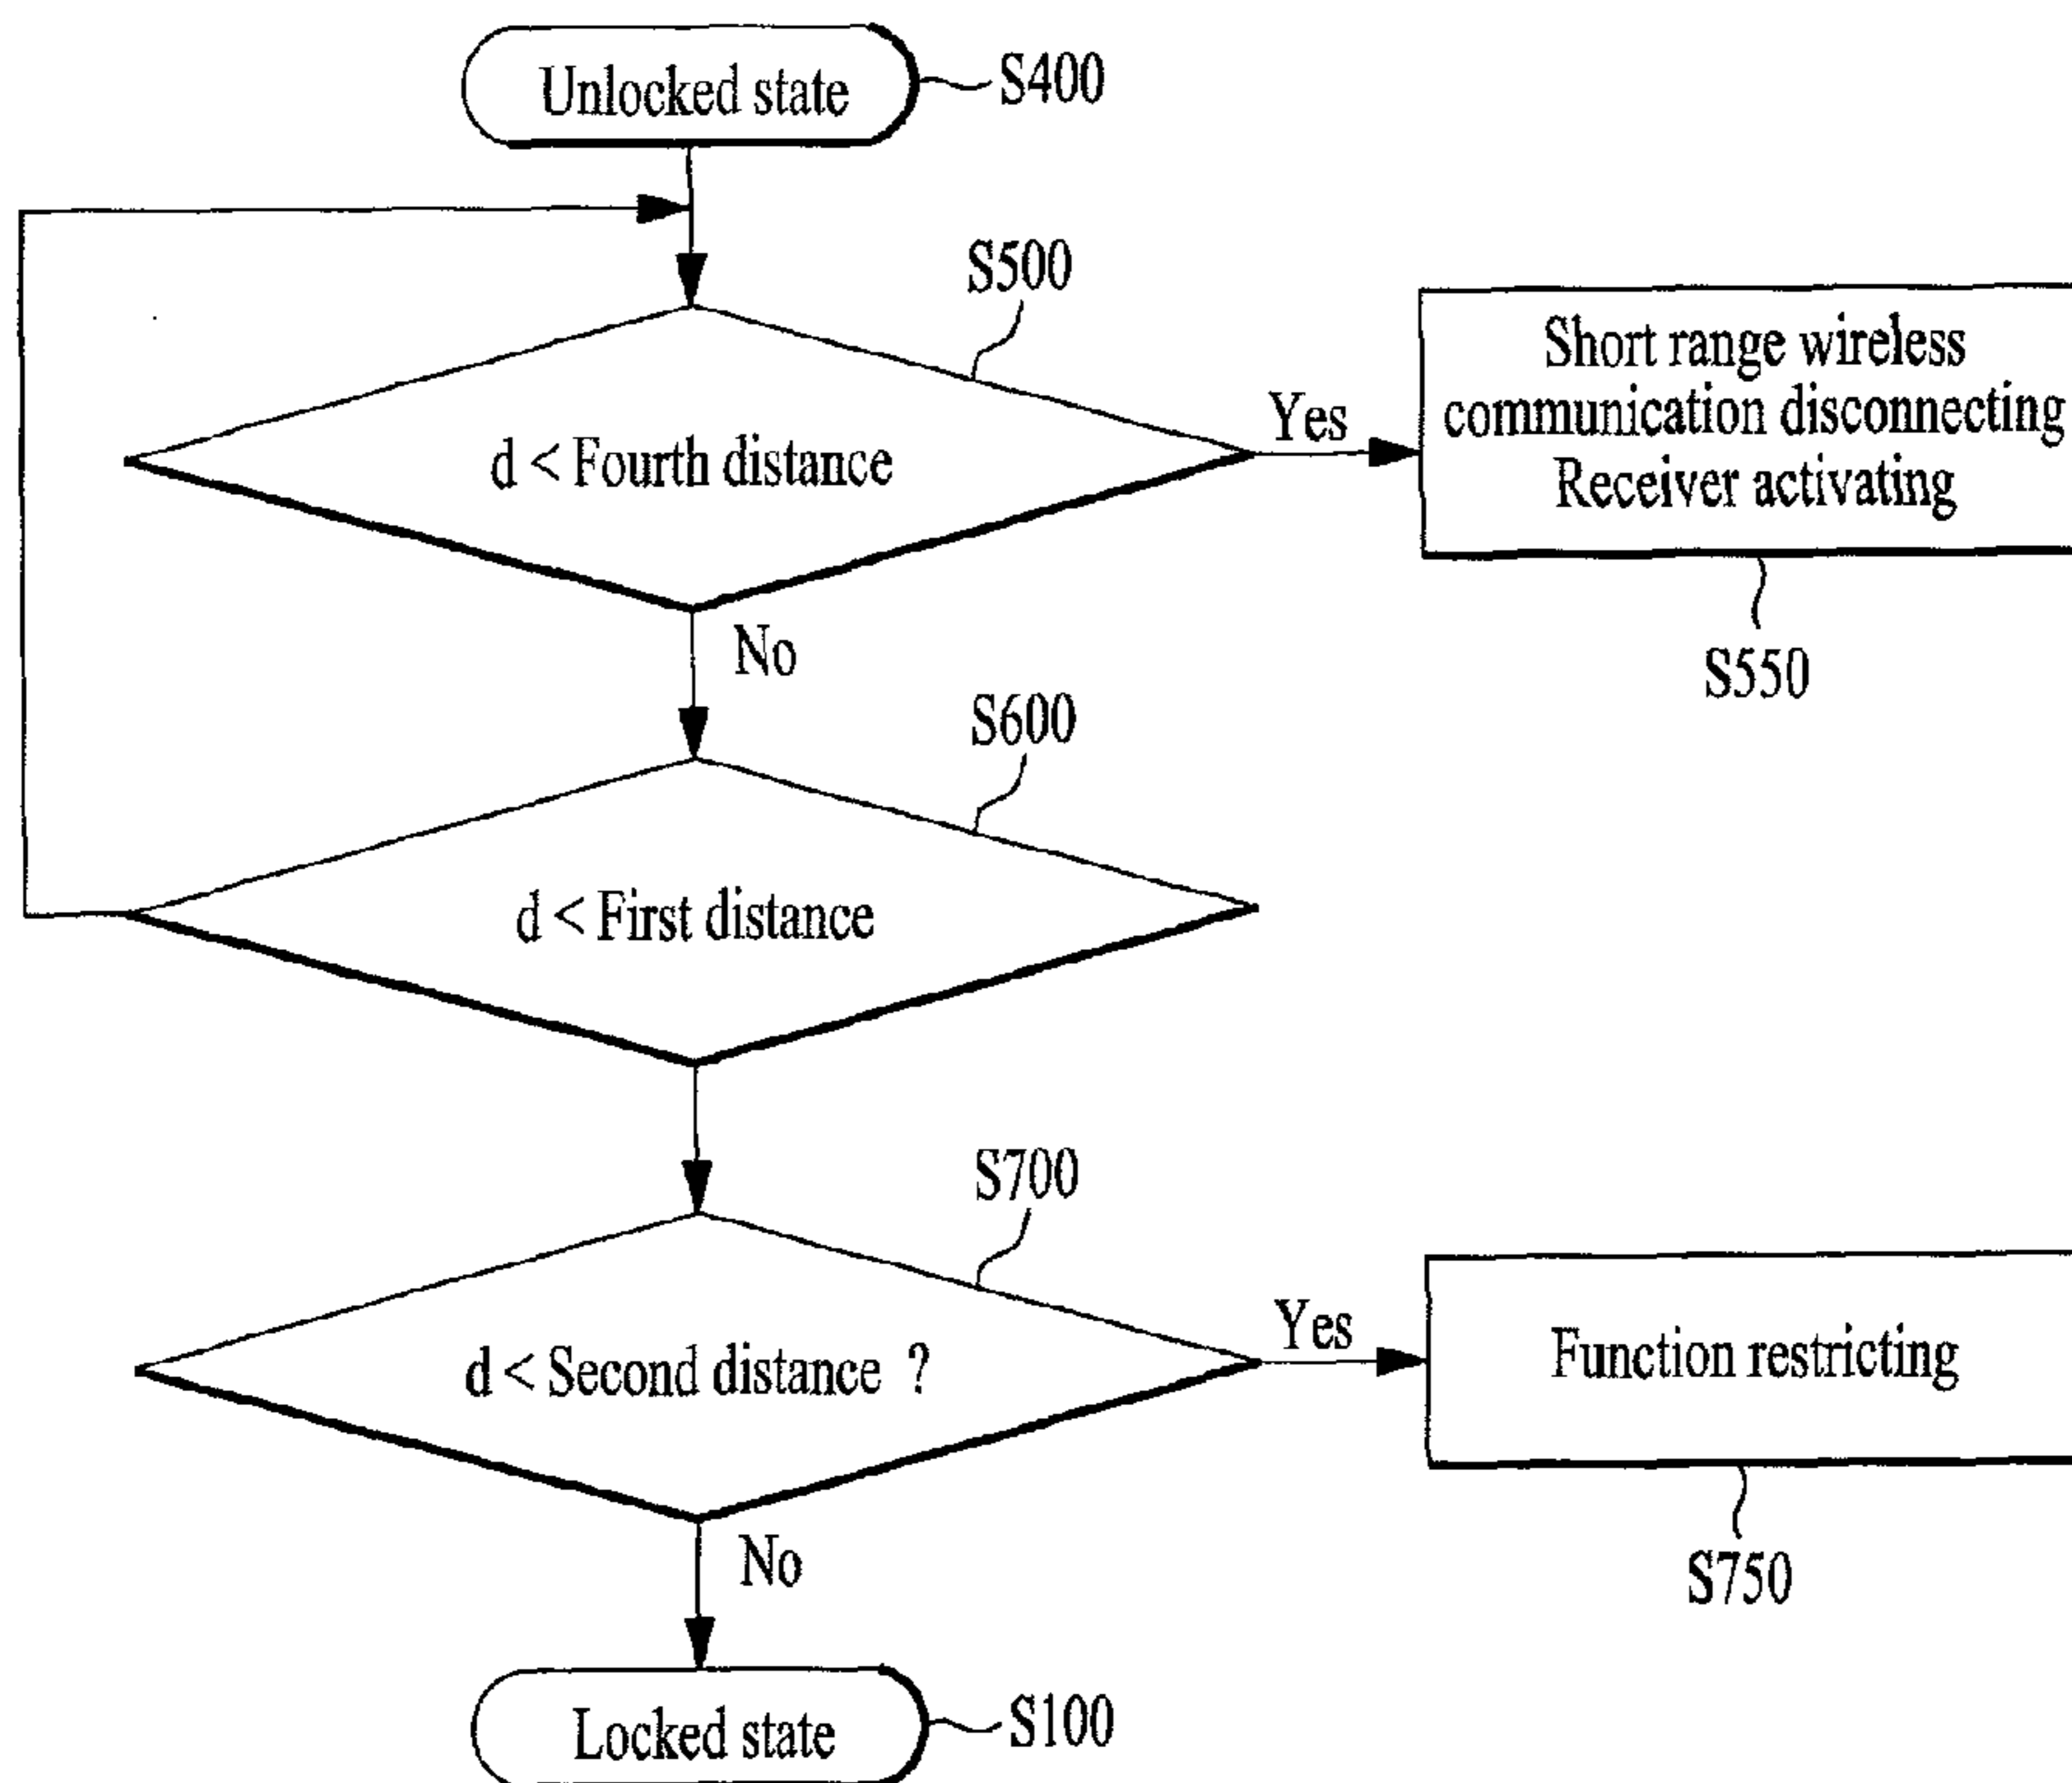 Unlocked state
S400
S500
d < Fourth distance
Yes
Short range wireless
communication disconnecting
Receiver activating
S550
No
S600
d < First distance
S700
d < Second distance ?
Yes
Function restricting
S750
No
Locked state
S100